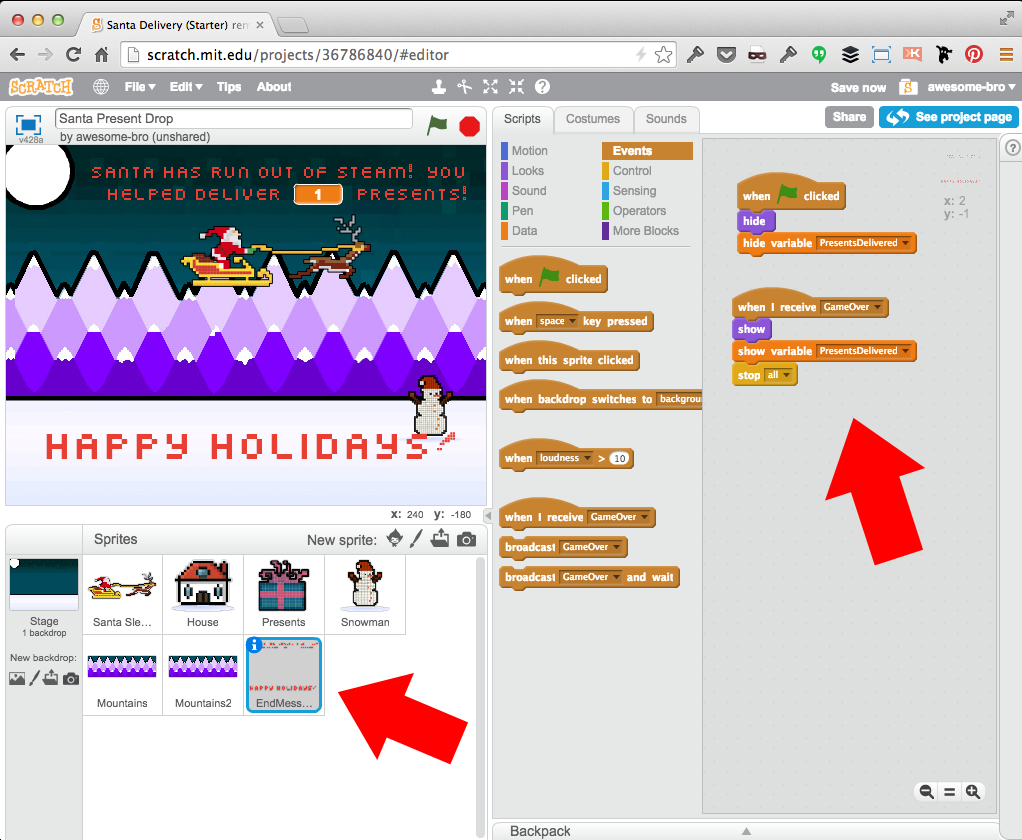 Santa Delivery (Starter) rem
scratch.mit.edu/projects/36786840/#editor
SCRATCH File Edit Tips About Save now awesome-bro
Share See project page
v428a
Santa Present Drop
by awesome-bro (unshared)
SANTA HAS RUN OUT OF STEAM! YOU
HELPED DELIVER 1 PRESENTS!
HAPPY HOLIDAYS
x: 240 y: -180
Sprites New sprite:
Stage
1 backdrop
New backdrop:
Santa Sle...
House
Presents
Snowman
Mountains
Mountains2
HAPPY HOLIDAYS
EndMess...
Scripts Costumes Sounds
Motion
Looks
Sound
Pen
Data
Events
Control
Sensing
Operators
More Blocks
when clicked
when space key pressed
when this sprite clicked
when backdrop switches to backgrou
when loudness > 10
when I receive GameOver
broadcast GameOver
broadcast GameOver and wait
when clicked
hide
hide variable PresentsDelivered
when I receive GameOver
show
show variable PresentsDelivered
stop all
HAPPY HOLIDAYS
x: 2
y: -1
Backpack